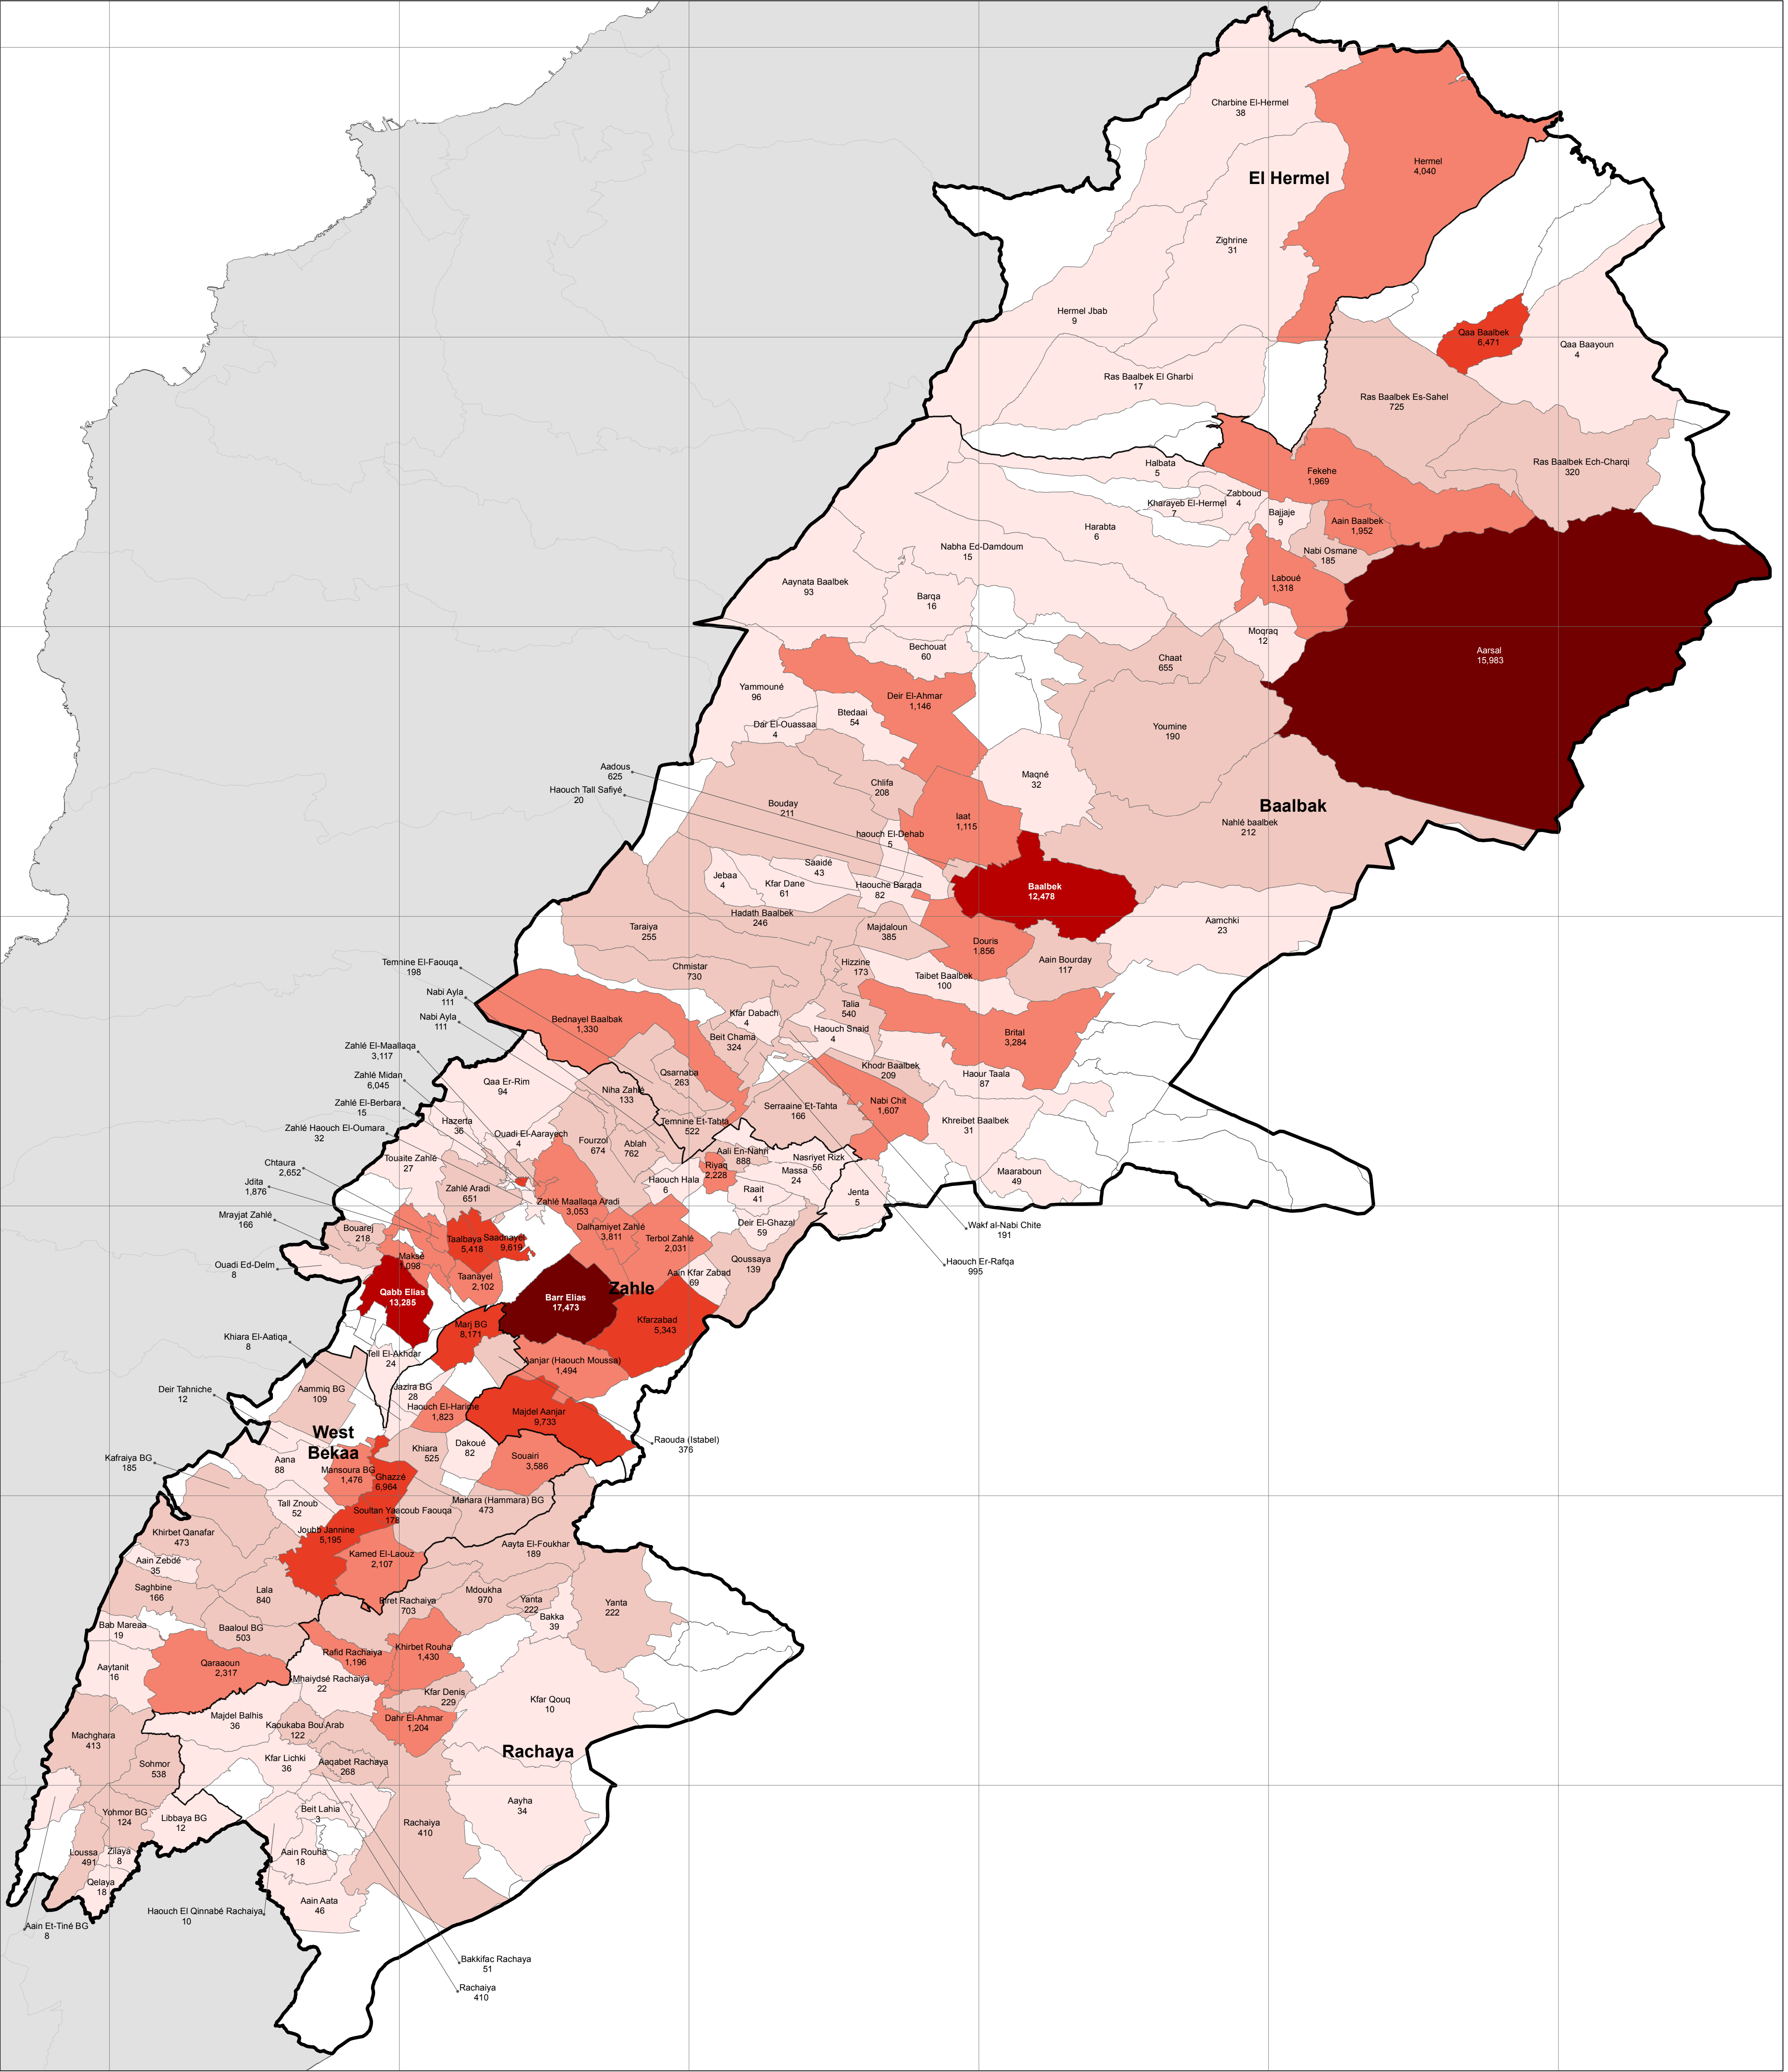 Charbine El-Hermel
38
Hermel
4,040
El Hermel
Zighrine
31
Hermel Jbab
9
Qaa Baalbek
6,471
Qaa Baayoun
4
Ras Baalbek El Gharbi
17
Ras Baalbek Es-Sahel
725
Ras Baalbek Ech-Charqi
320
Halbata
5
Fekehe
1,969
Zabboud
4
Kharayeb El-Hermel
7
Bajjaje
9
Aain Baalbek
1,952
Harabta
6
Nabha Ed-Damdoum
15
Nabi Osmane
185
Aaynata Baalbek
93
Laboué
1,318
Barqa
16
Moqraq
12
Bechouat
60
Chaat
655
Aarsal
15,983
Yammouné
96
Deir El-Ahmar
1,146
Btedaai
54
Dar El-Ouassaa
4
Youmine
190
Aadous
625
Maqné
32
Haouch Tall Safiyé
20
Chlifa
208
Bouday
211
Baalbak
Iaat
1,115
Nahlé baalbek
212
haouch El-Dehab
5
Saaidé
43
Jebaa
4
Kfar Dane
61
Haouche Barada
82
Baalbek
12,478
Hadath Baalbek
246
Taraiya
255
Majdaloun
385
Aamchki
23
Douris
1,856
Temnine El-Faouqa
198
Chmistar
730
Hizzine
173
Aain Bourday
117
Taibet Baalbek
100
Nabi Ayla
111
Talia
540
Kfar Dabach
4
Nabi Ayla
111
Bednayel Baalbak
1,330
Haouch Snaid
4
Brital
3,284
Beit Chama
324
Zahlé El-Maallaqa
3,117
Khodr Baalbek
209
Qsarnaba
263
Haour Taala
87
Zahlé Midan
6,045
Qaa Er-Rim
94
Niha Zahlé
133
Nabi Chit
1,607
Zahlé El-Berbara
15
Serraaine Et-Tahta
166
Hazerta
36
Temnine Et-Tahta
522
Khreibet Baalbek
31
Zahlé Haouch El-Oumara
32
Ouadi El-Aarayech
4
Fourzol
674
Ablah
762
Aali En-Nahri
888
Touaite Zahlé
27
Nasriyet Rizk
56
Chtaura
2,652
Riyaq
2,228
Massa
24
Maaraboun
49
Haouch Hala
6
Jdita
1,876
Zahlé Aradi
651
Raait
41
Jenta
5
Zahlé Maallaqa Aradi
3,053
Mrayjat Zahlé
166
Bouarej
218
Deir El-Ghazal
59
Wakf al-Nabi Chite
191
Dalhamiyet Zahlé
3,811
Taalbaya
5,418
Saadnayel
9,619
Terbol Zahlé
2,031
Maksé
1,098
Ouadi Ed-Delm
8
Qoussaya
139
Haouch Er-Rafqa
995
Taanayel
2,102
Aain Kfar Zabad
69
Zahle
Qabb Elias
13,285
Barr Elias
17,473
Kfarzabad
5,343
Marj BG
8,171
Khiara El-Aatiqa
8
Tell El-Akhdar
24
Aanjar (Haouch Moussa)
1,494
Deir Tahniche
12
Aammiq BG
109
Jazira BG
28
Haouch El-Harime
1,823
Majdel Aanjar
9,733
West
Bekaa
Raouda (Istabel)
376
Khiara
525
Dakoué
82
Kafraiya BG
185
Aana
88
Souairi
3,586
Mansoura BG
1,476
Ghazzé
6,964
Tall Znoub
52
Manara (Hammara) BG
473
Soultan Yaacoub Faouqa
178
Khirbet Qanafar
473
Joubb Jannine
5,195
Aayta El-Foukhar
189
Kamed El-Laouz
2,107
Aain Zebdé
35
Saghbine
166
Lala
840
Mdoukha
970
Yanta
222
Yanta
222
Biret Rachaiya
703
Bakka
39
Bab Mareaa
19
Baaloul BG
503
Khirbet Rouha
1,430
Rafid Rachaiya
1,196
Aaytanit
16
Qaraaoun
2,317
Mhaiydsé Rachaiya
22
Kfar Denis
229
Kfar Qouq
10
Majdel Balhis
36
Kaoukaba Bou Arab
122
Dahr El-Ahmar
1,204
Machghara
413
Rachaya
Kfar Lichki
36
Aaqabet Rachaya
268
Sohmor
538
Aayha
34
Yohmor BG
124
Libbaya BG
12
Beit Lahia
3
Rachaiya
410
Loussa
491
Zilaya
8
Aain Rouha
18
Qelaya
18
Aain Aata
46
Haouch El Qinnabé Rachaiya
10
Aain Et-Tiné BG
8
Bakkifac Rachaya
51
Rachaiya
410